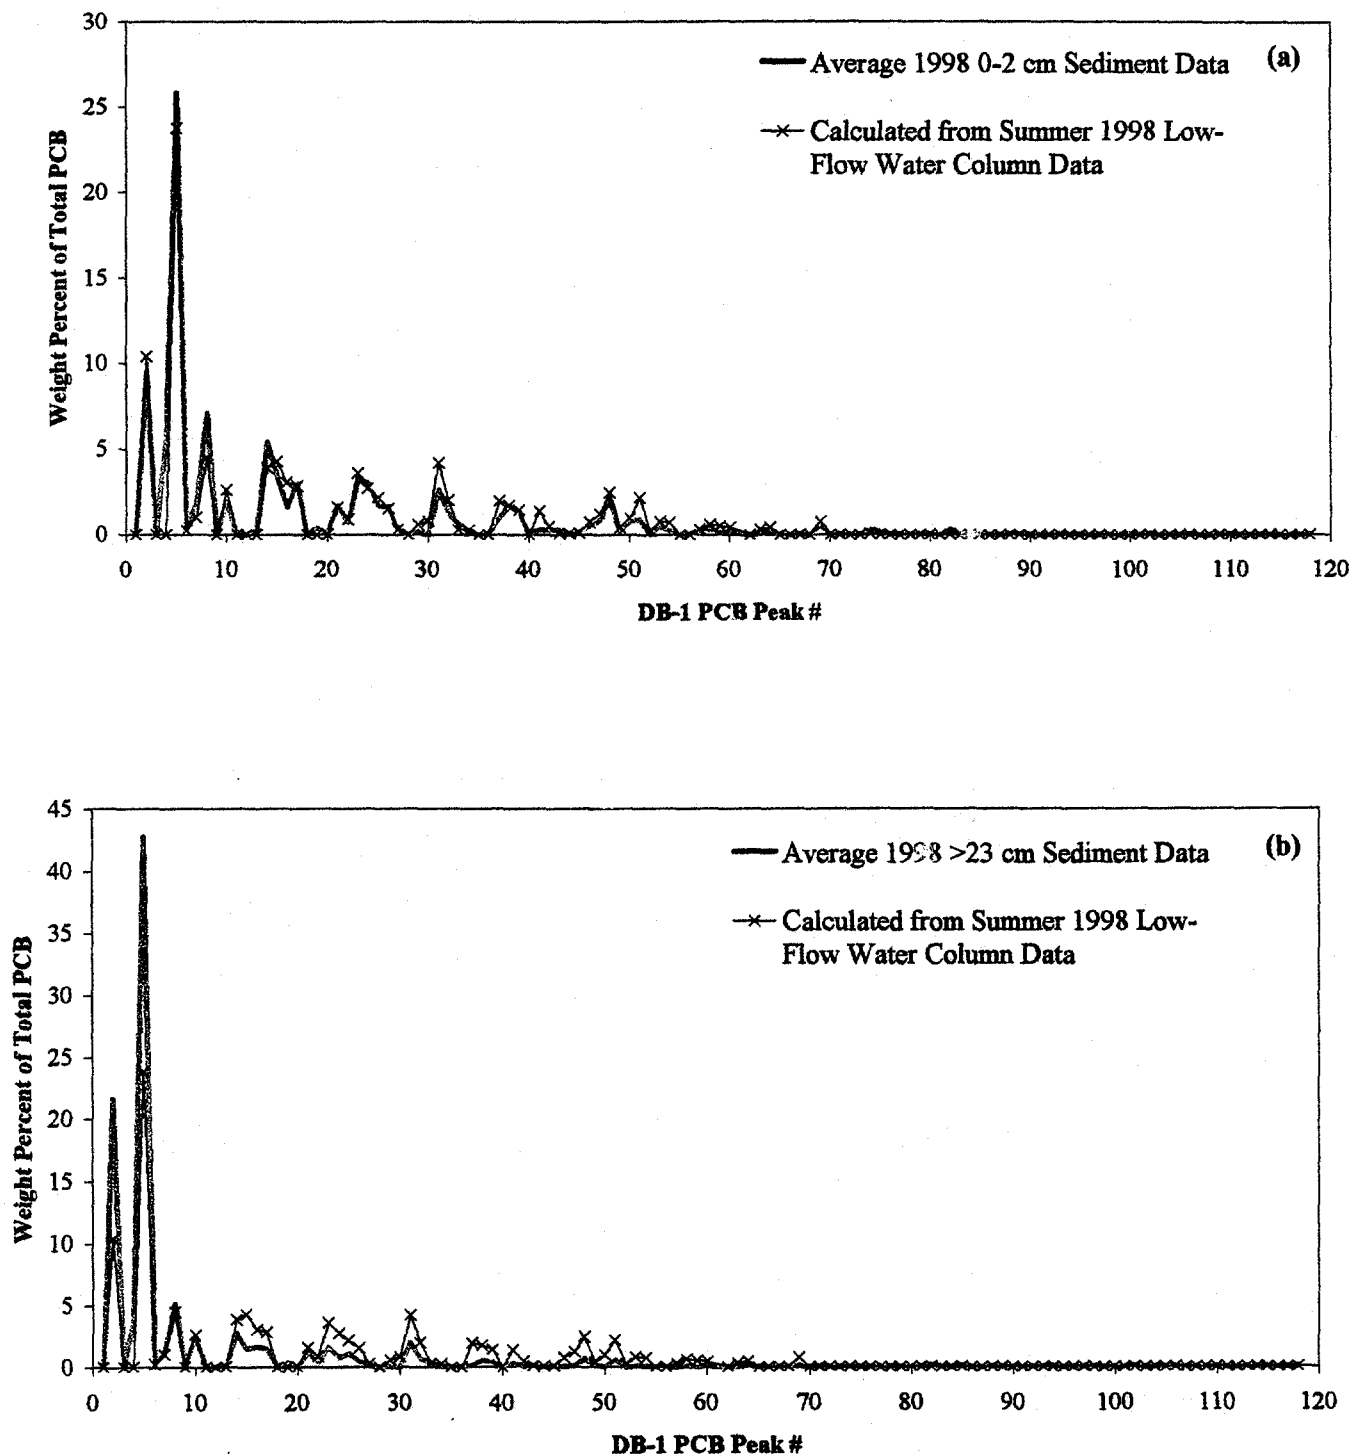 (a)
Average 1998 0-2 cm Sediment Data
Calculated from Summer 1998 Low-
Flow Water Column Data
Weight Percent of Total PCB
30
25
20
15
10
5
0
0 10 20 30 40 50 60 70 80 90 100 110 120
DB-1 PCB Peak #
(b)
Average 1998 >23 cm Sediment Data
Calculated from Summer 1998 Low-
Flow Water Column Data
Weight Percent of Total PCB
45
40
35
30
25
20
15
10
5
0
0 10 20 30 40 50 60 70 80 90 100 110 120
DB-1 PCB Peak #